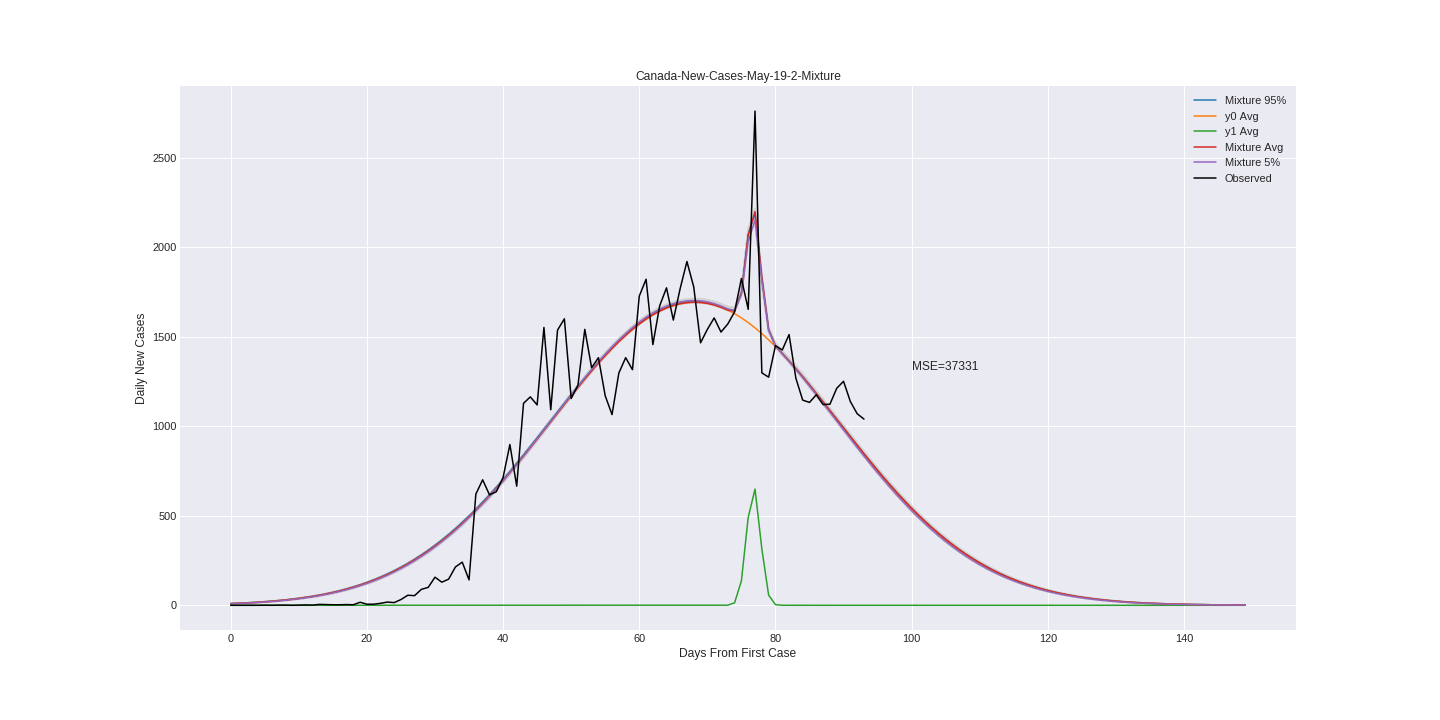 Canada-New-Cases-May-19-2-Mixture
Mixture 95%
y0 Avg
y1 Avg
Mixture Avg
Mixture 5%
Observed
MSE=37331
Daily New Cases
2500
2000
1500
1000
500
0
0 20 40 60 80 100 120 140
Days From First Case